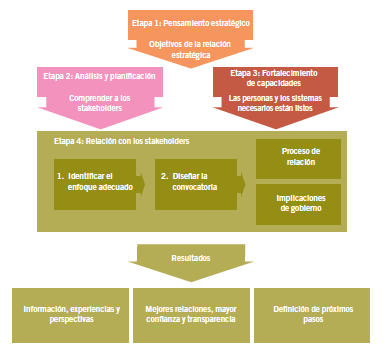 Etapa 1: Pensamiento estratégico
Objetivos de la relación
estratégica
Etapa 2: Análisis y planificación
Comprender a los
stakeholders
Etapa 3: Fortalecimiento
de capacidades
Las personas y los sistemas
necesarios están listos
Etapa 4: Relación con los stakeholders
1. Identificar el
enfoque adecuado
2. Diseñar la
convocatoria
Proceso de
relación
Implicaciones
de gobierno
Resultados
Información, experiencias y
perspectivas
Mejores relaciones, mayor
confianza y transparencia
Definición de próximos
pasos